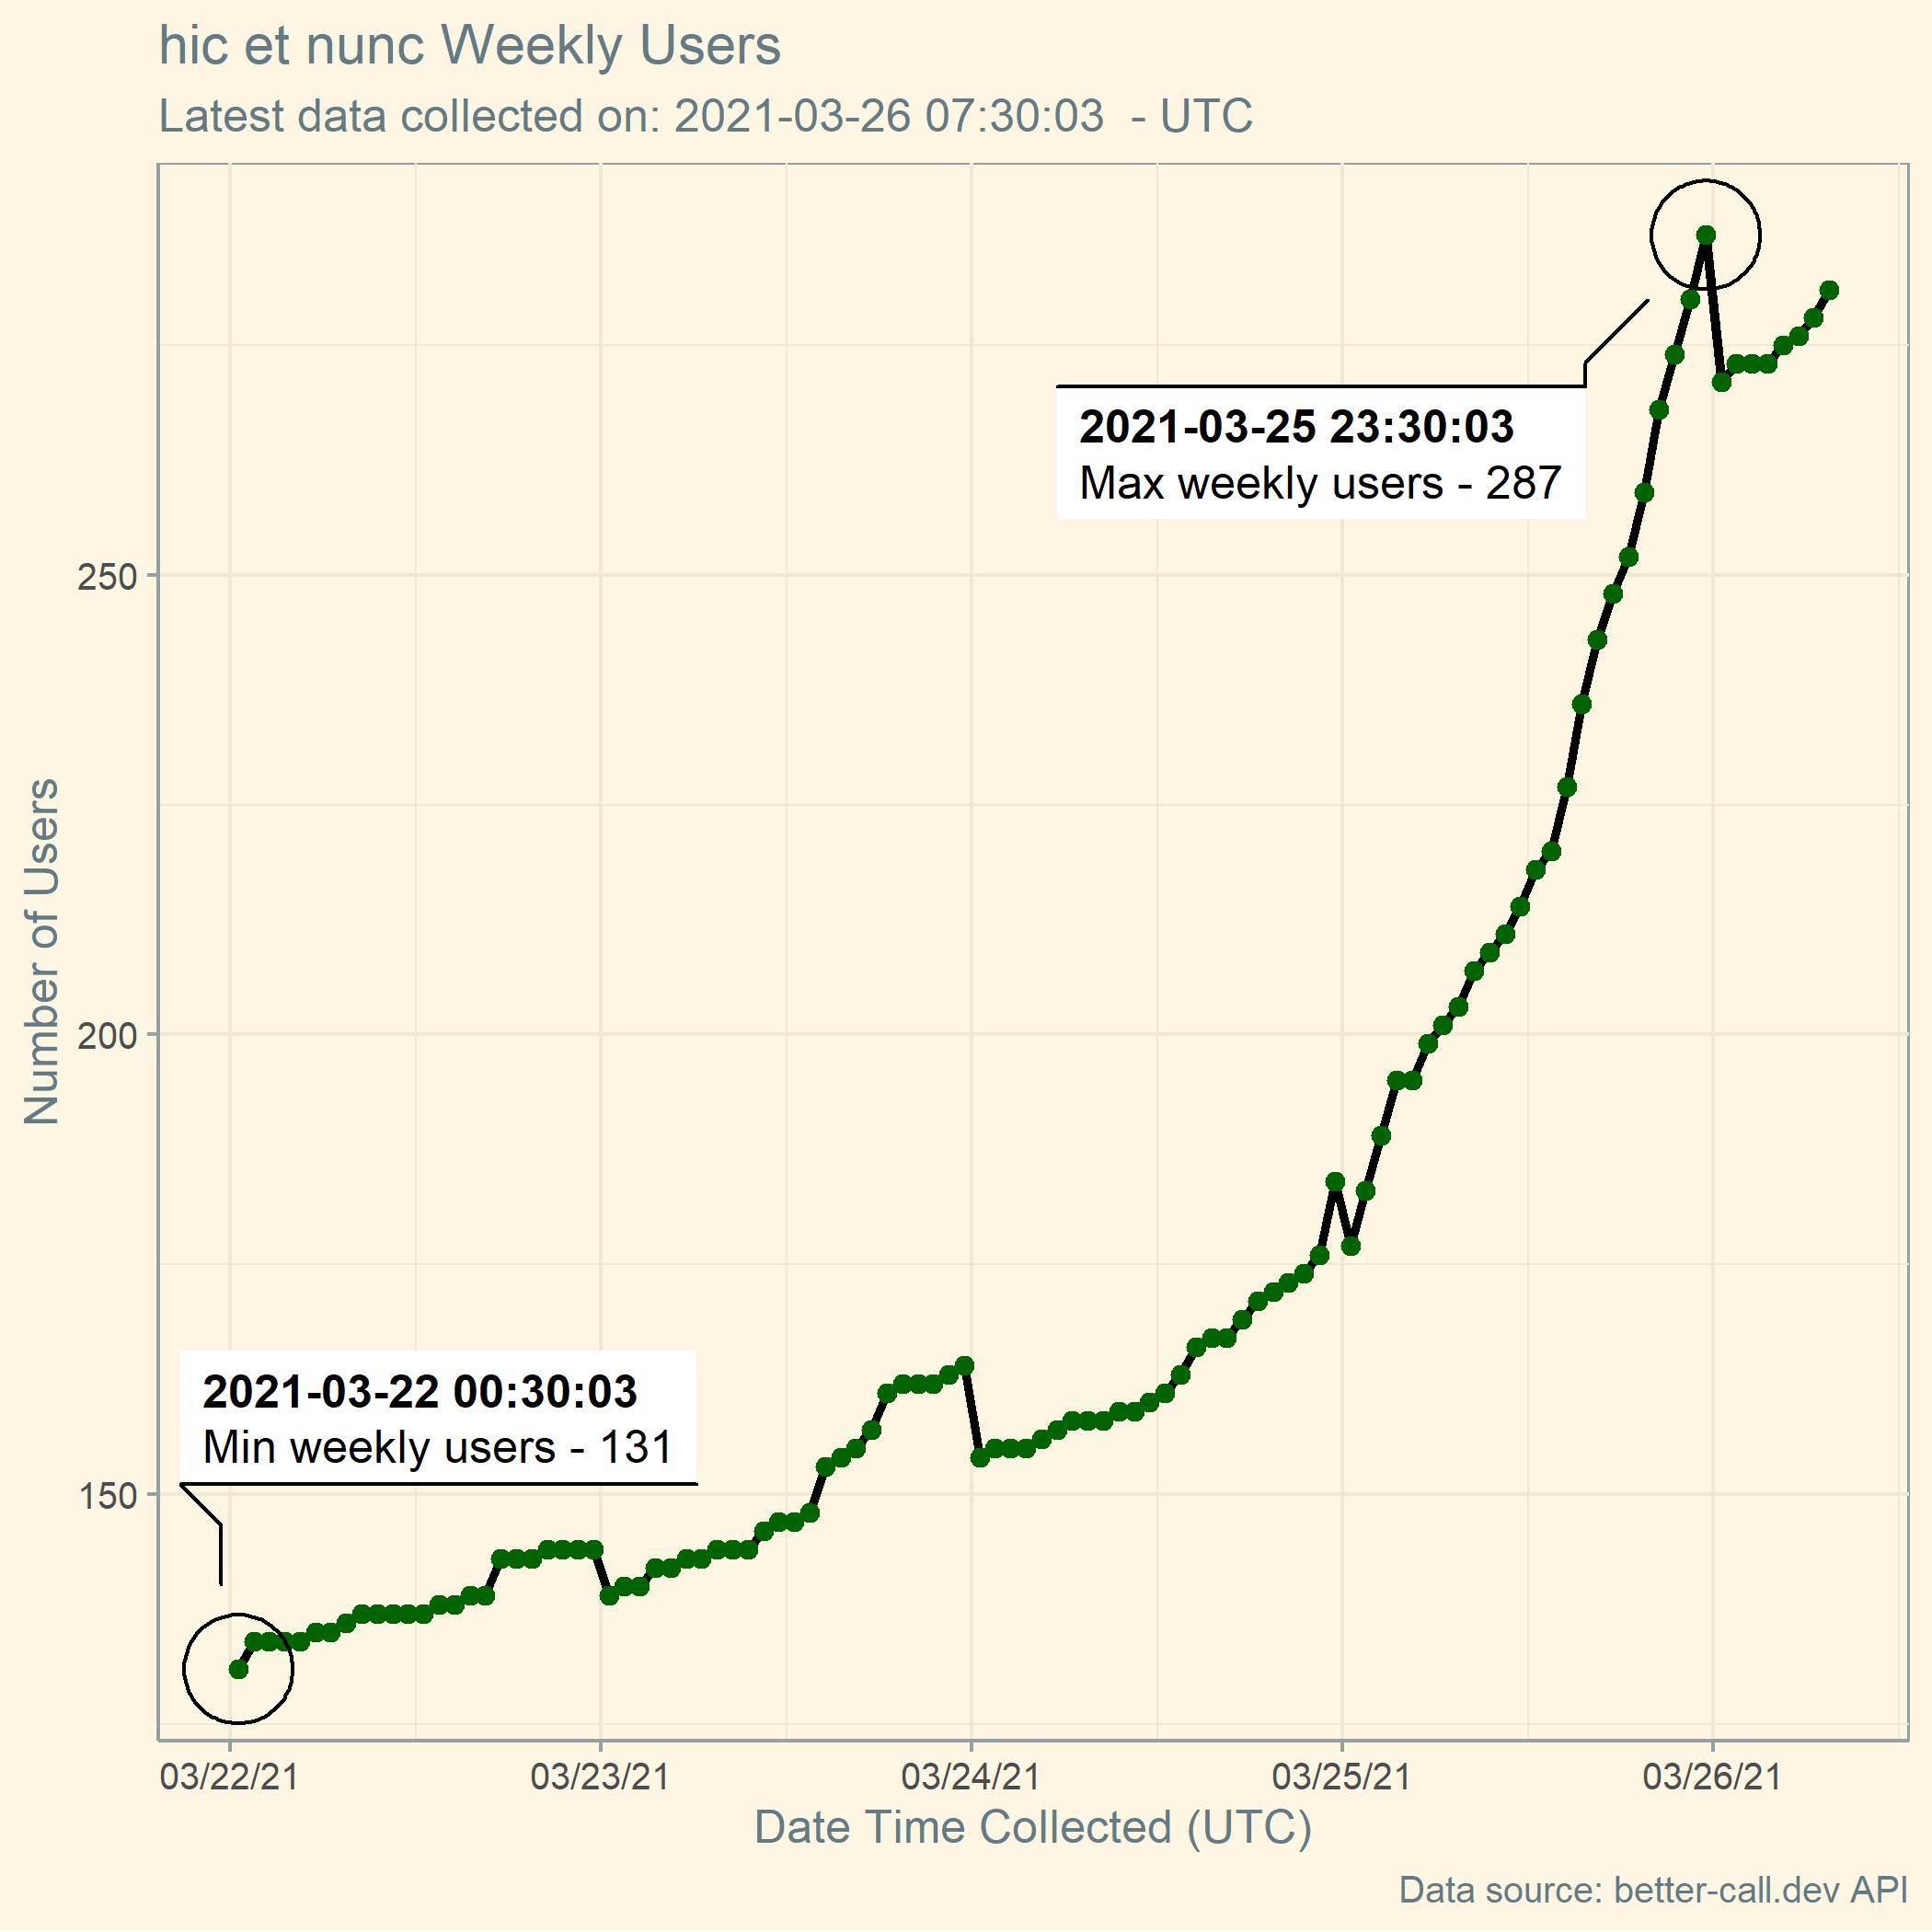 hic et nunc Weekly Users
Latest data collected on: 2021-03-26 07:30:03  - UTC
2021-03-25 23:30:03
Max weekly users - 287
250
Number of Users
200
2021-03-22 00:30:03
Min weekly users - 131
150
03/22/21 03/23/21 03/24/21 03/25/21 03/26/21
Date Time Collected (UTC)
Data source: better-call.dev API